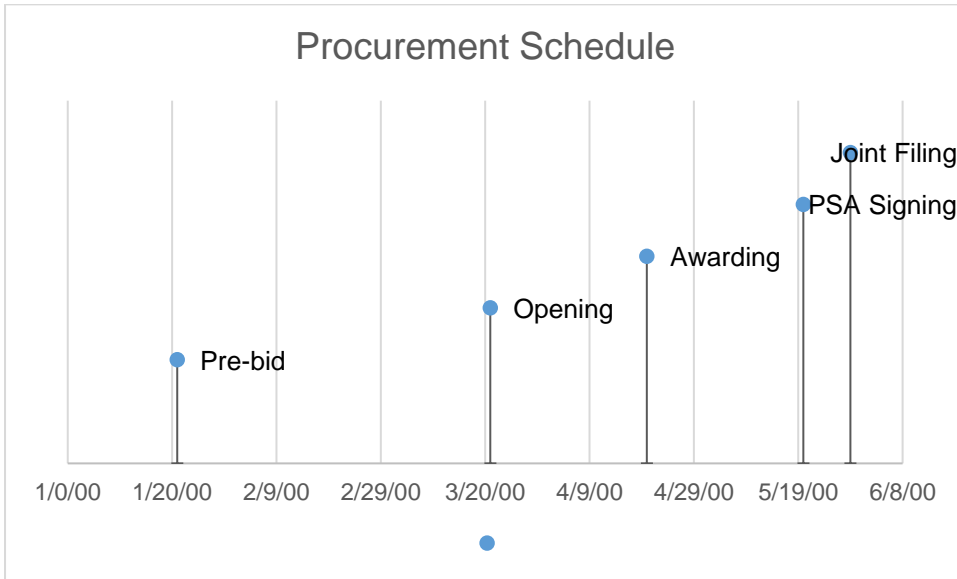 Procurement Schedule
Joint Filing
PSA Signing
Awarding
Opening
Pre-bid
1/0/00 1/20/00 2/9/00 2/29/00 3/20/00 4/9/00 4/29/00 5/19/00 6/8/00